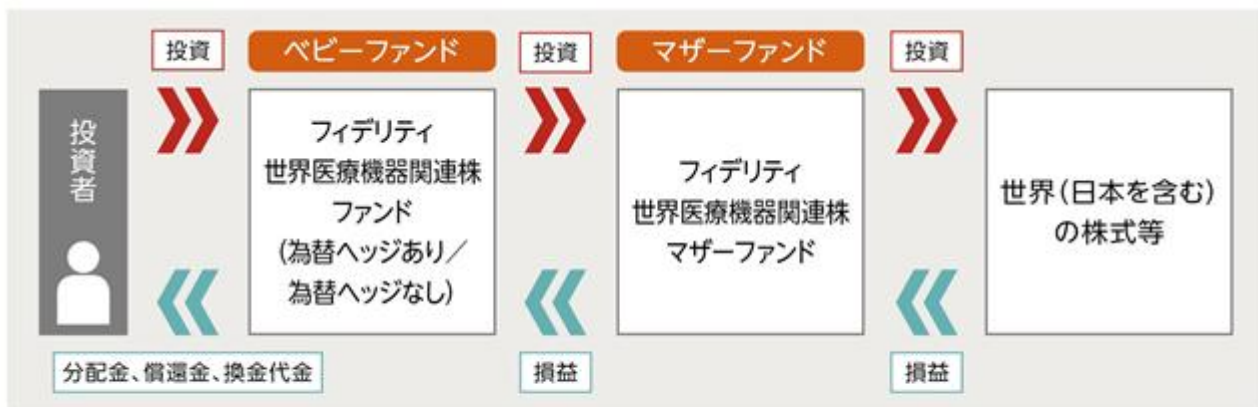 投資
ベビーファンド
投資
マザーファンド
投資
投資者
フィデリティ
世界医療機器関連株
ファンド
(為替ヘッジあり／
為替ヘッジなし)
フィデリティ
世界医療機器関連株
マザーファンド
世界(日本を含む)
の株式等
分配金、償還金、換金代金
損益
損益